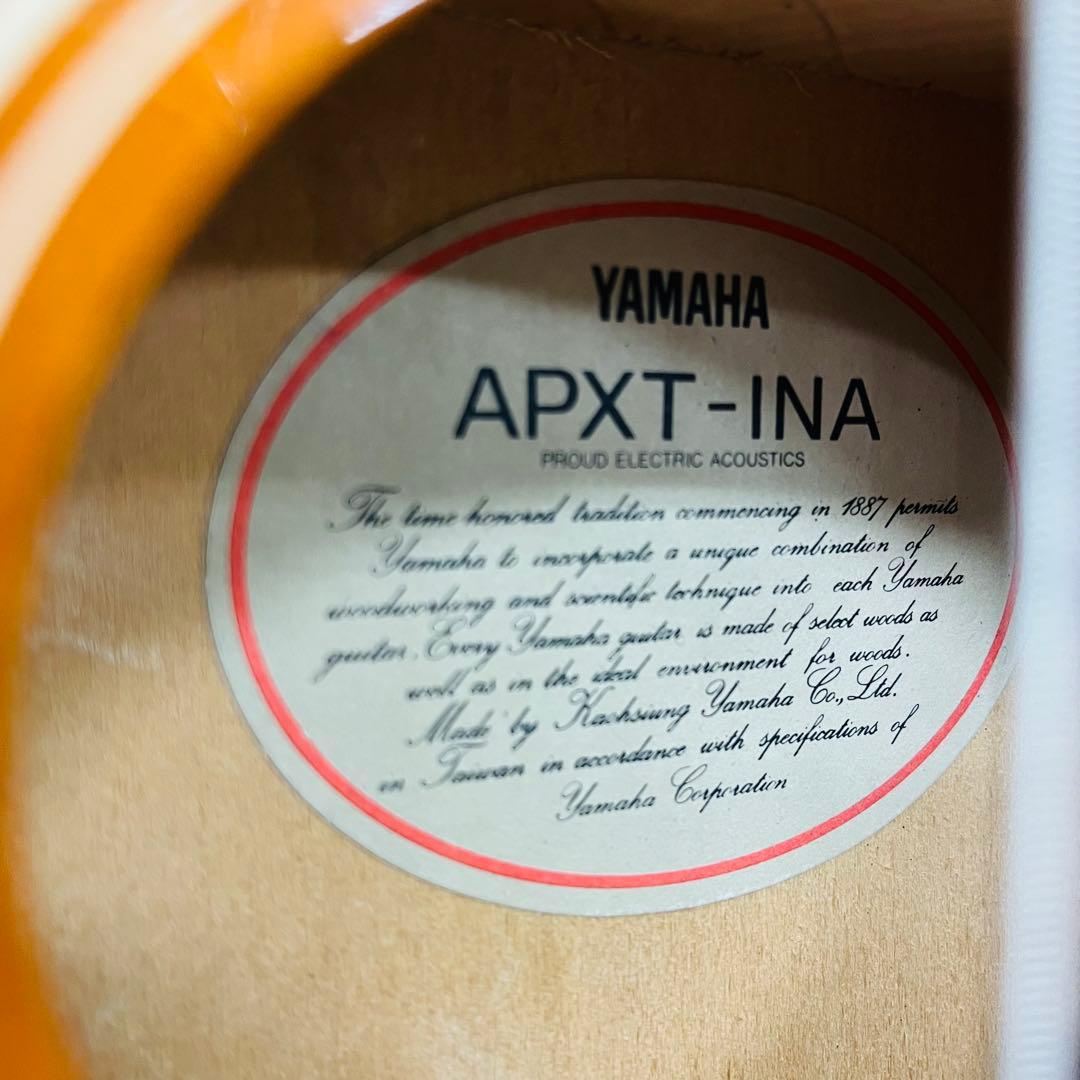 YAMAHA
APXT-INA
PROUD ELECTRIC ACOUSTICS
The time-honored tradition commencing in 1887 permits
Yamaha to incorporate a unique combination of
woodworking and scientific technique into each Yamaha
guitar. Every Yamaha guitar is made of select woods as
well as in the ideal environment for woods.
Made by Kaohsiung Yamaha Co., Ltd.
in Taiwan in accordance with specifications of
Yamaha Corporation